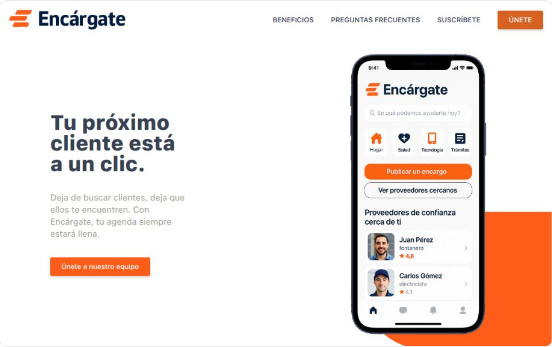 Encárgate
BENEFICIOS
PREGUNTAS FRECUENTES
SUSCRÍBETE
ÚNETE
Tu próximo
cliente está
a un clic.
Deja de buscar clientes, deja que
ellos te encuentren. Con
Encárgate, tu agenda siempre
estará llena.
Únete a nuestro equipo
9:41
Encárgate
En qué podemos ayudarte hoy?
Hogar
Salud
Tecnología
Trámites
Publicar un encargo
Ver proveedores cercanos
Proveedores de confianza
cerca de ti
Juan Pérez
fontanero
★ 4,8
Carlos Gómez
electricista
★ 4,1